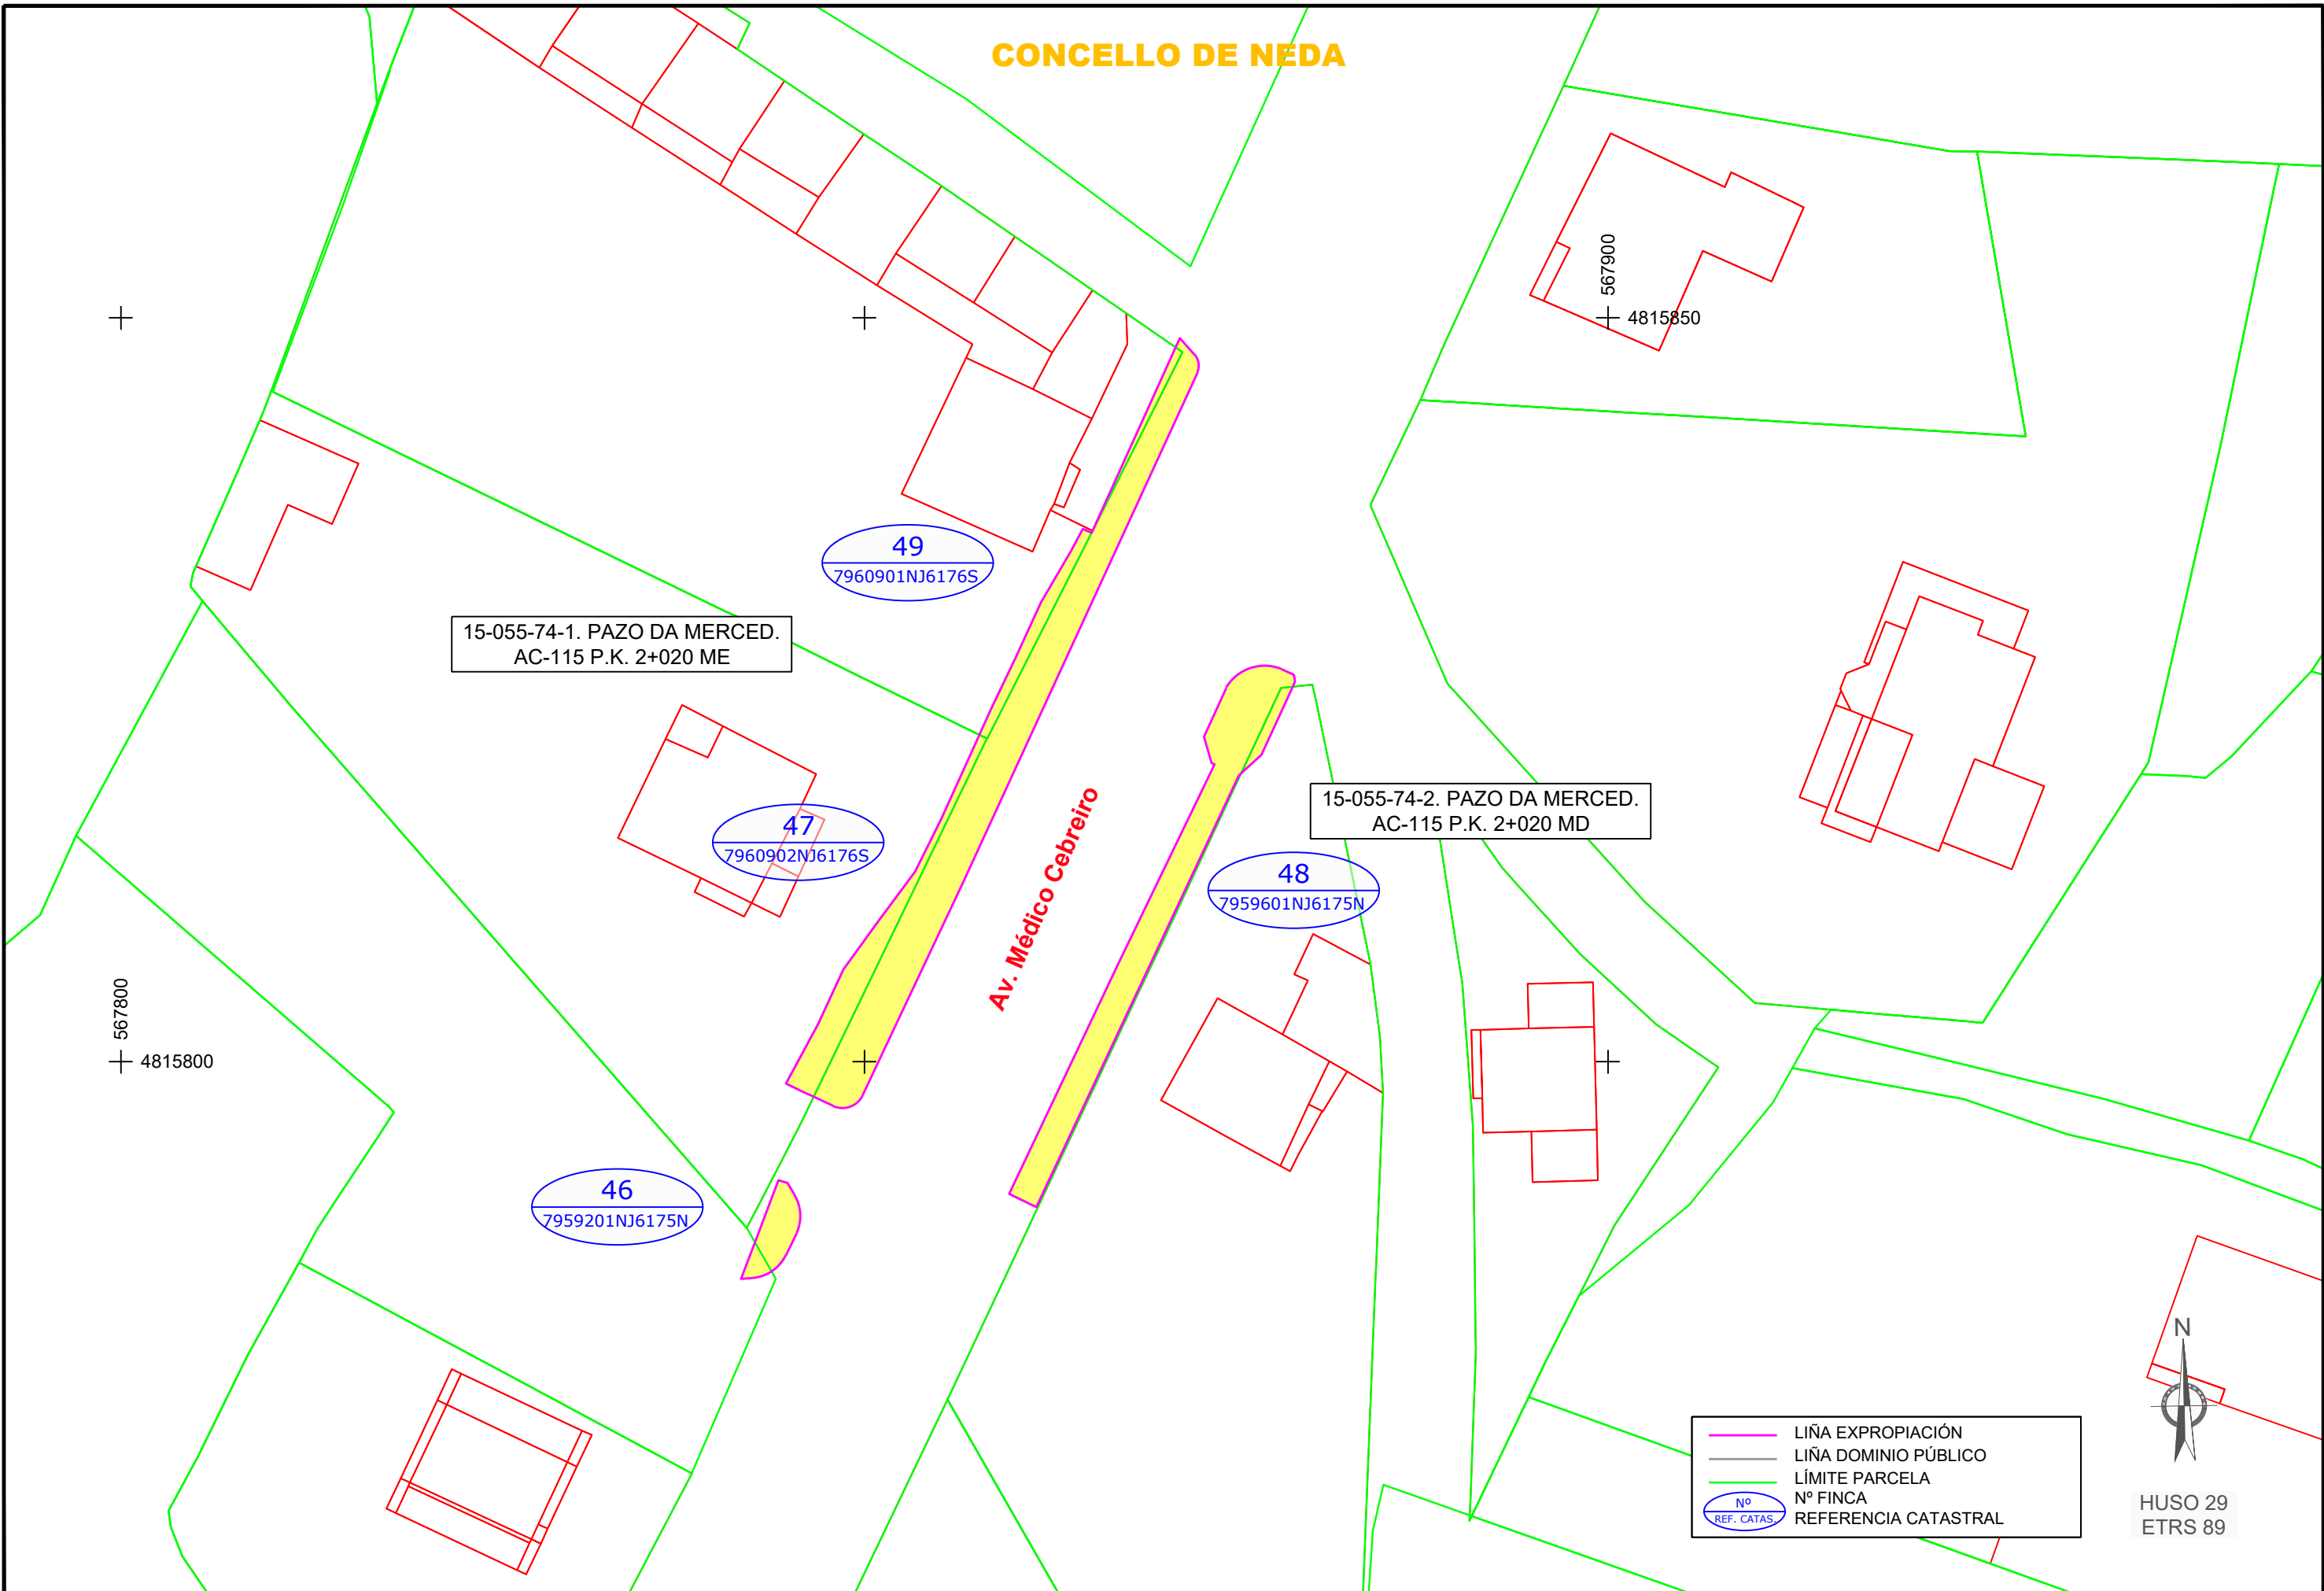 CONCELLO DE NEDA
567900
4815850
49
7960901NJ6176S
15-055-74-1. PAZO DA MERCED.
AC-115 P.K. 2+020 ME
47
7960902NJ6176S
Av. Médico Cebreiro
15-055-74-2. PAZO DA MERCED.
AC-115 P.K. 2+020 MD
48
7959601NJ6175N
567800
4815800
46
7959201NJ6175N
N
LIÑA EXPROPIACIÓN
LIÑA DOMINIO PÚBLICO
LÍMITE PARCELA
Nº
REF. CATAS.
Nº FINCA
REFERENCIA CATASTRAL
HUSO 29
ETRS 89